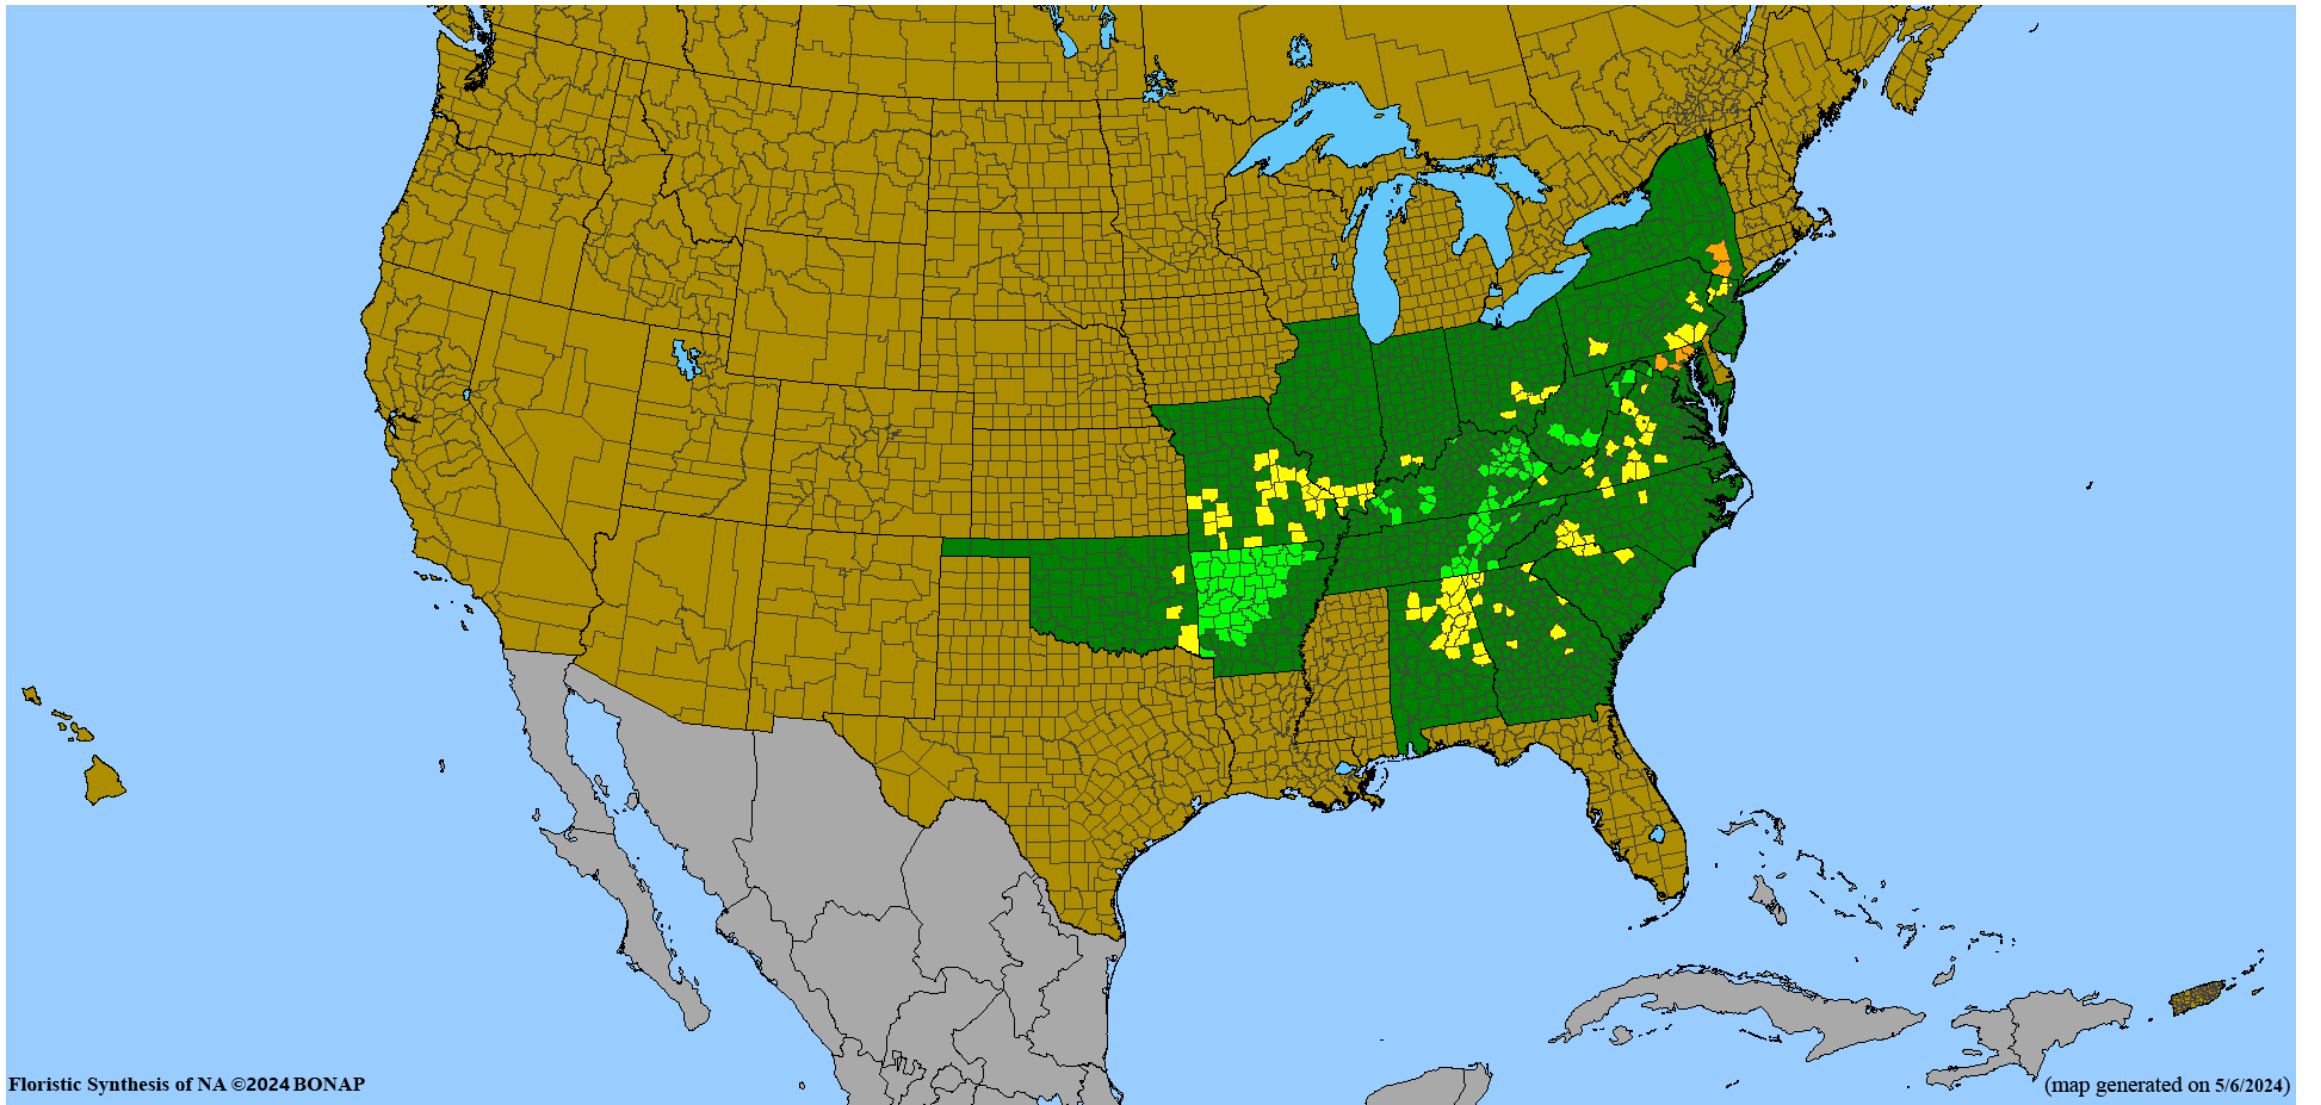 Floristic Synthesis of NA ©2024 BONAP
(map generated on 5/6/2024)